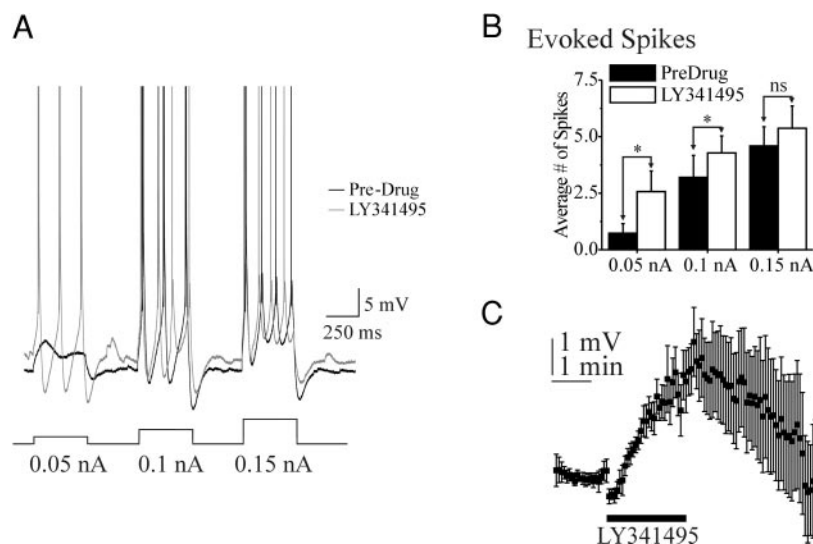 A
Pre-Drug
LY341495
5 mV
250 ms
0.05 nA 0.1 nA 0.15 nA
B
Evoked Spikes
PreDrug
LY341495
Average # of Spikes
7.5
5.0
2.5
0.0
* * ns
0.05 nA 0.1 nA 0.15 nA
C
1 mV
1 min
LY341495